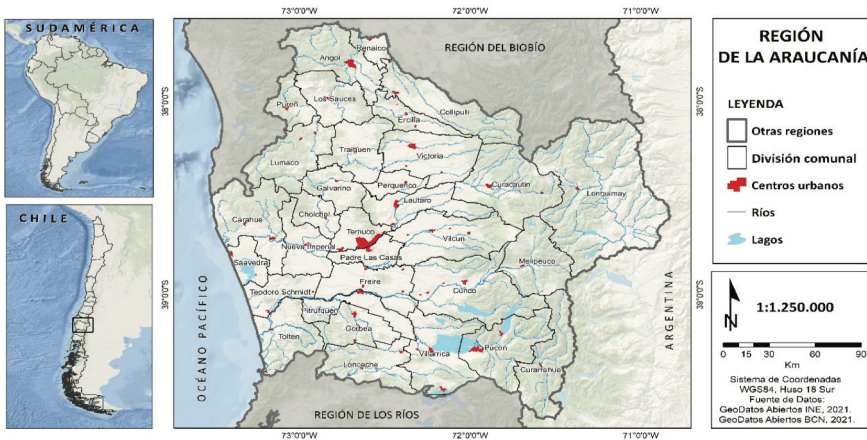 SUDAMÉRICA
CHILE
73°0'0"W
72°0'0"W
71°0'0"W
38°0'0"S
39°0'0"S
OCÉANO PACÍFICO
REGIÓN DEL BIOBÍO
Renaico
Angol
Los Sauces
Purén
Collipulli
Ercilla
Traiguén
Victoria
Lumaco
Perquenco
Curacautín
Lonquimay
Galvarino
Lautaro
Cholchol
Carahue
Temuco
Nueva Imperial
Vilcún
Padre Las Casas
Saavedra
Melipeuco
Freire
Teodoro Schmidt
Cunco
Pitrufquén
Gorbea
Toltén
Villarrica
Pucón
Loncoche
Curarrehue
REGIÓN DE LOS RÍOS
ARGENTINA
38°0'0"S
39°0'0"S
73°0'0"W
72°0'0"W
71°0'0"W
REGIÓN
DE LA ARAUCANÍA
LEYENDA
Otras regiones
División comunal
Centros urbanos
Ríos
Lagos
N
1:1.250.000
0 15 30 60 90
Km
Sistema de Coordenadas
WGS84, Huso 18 Sur
Fuente de Datos:
GeoDatos Abiertos INE, 2021.
GeoDatos Abiertos BCN, 2021.